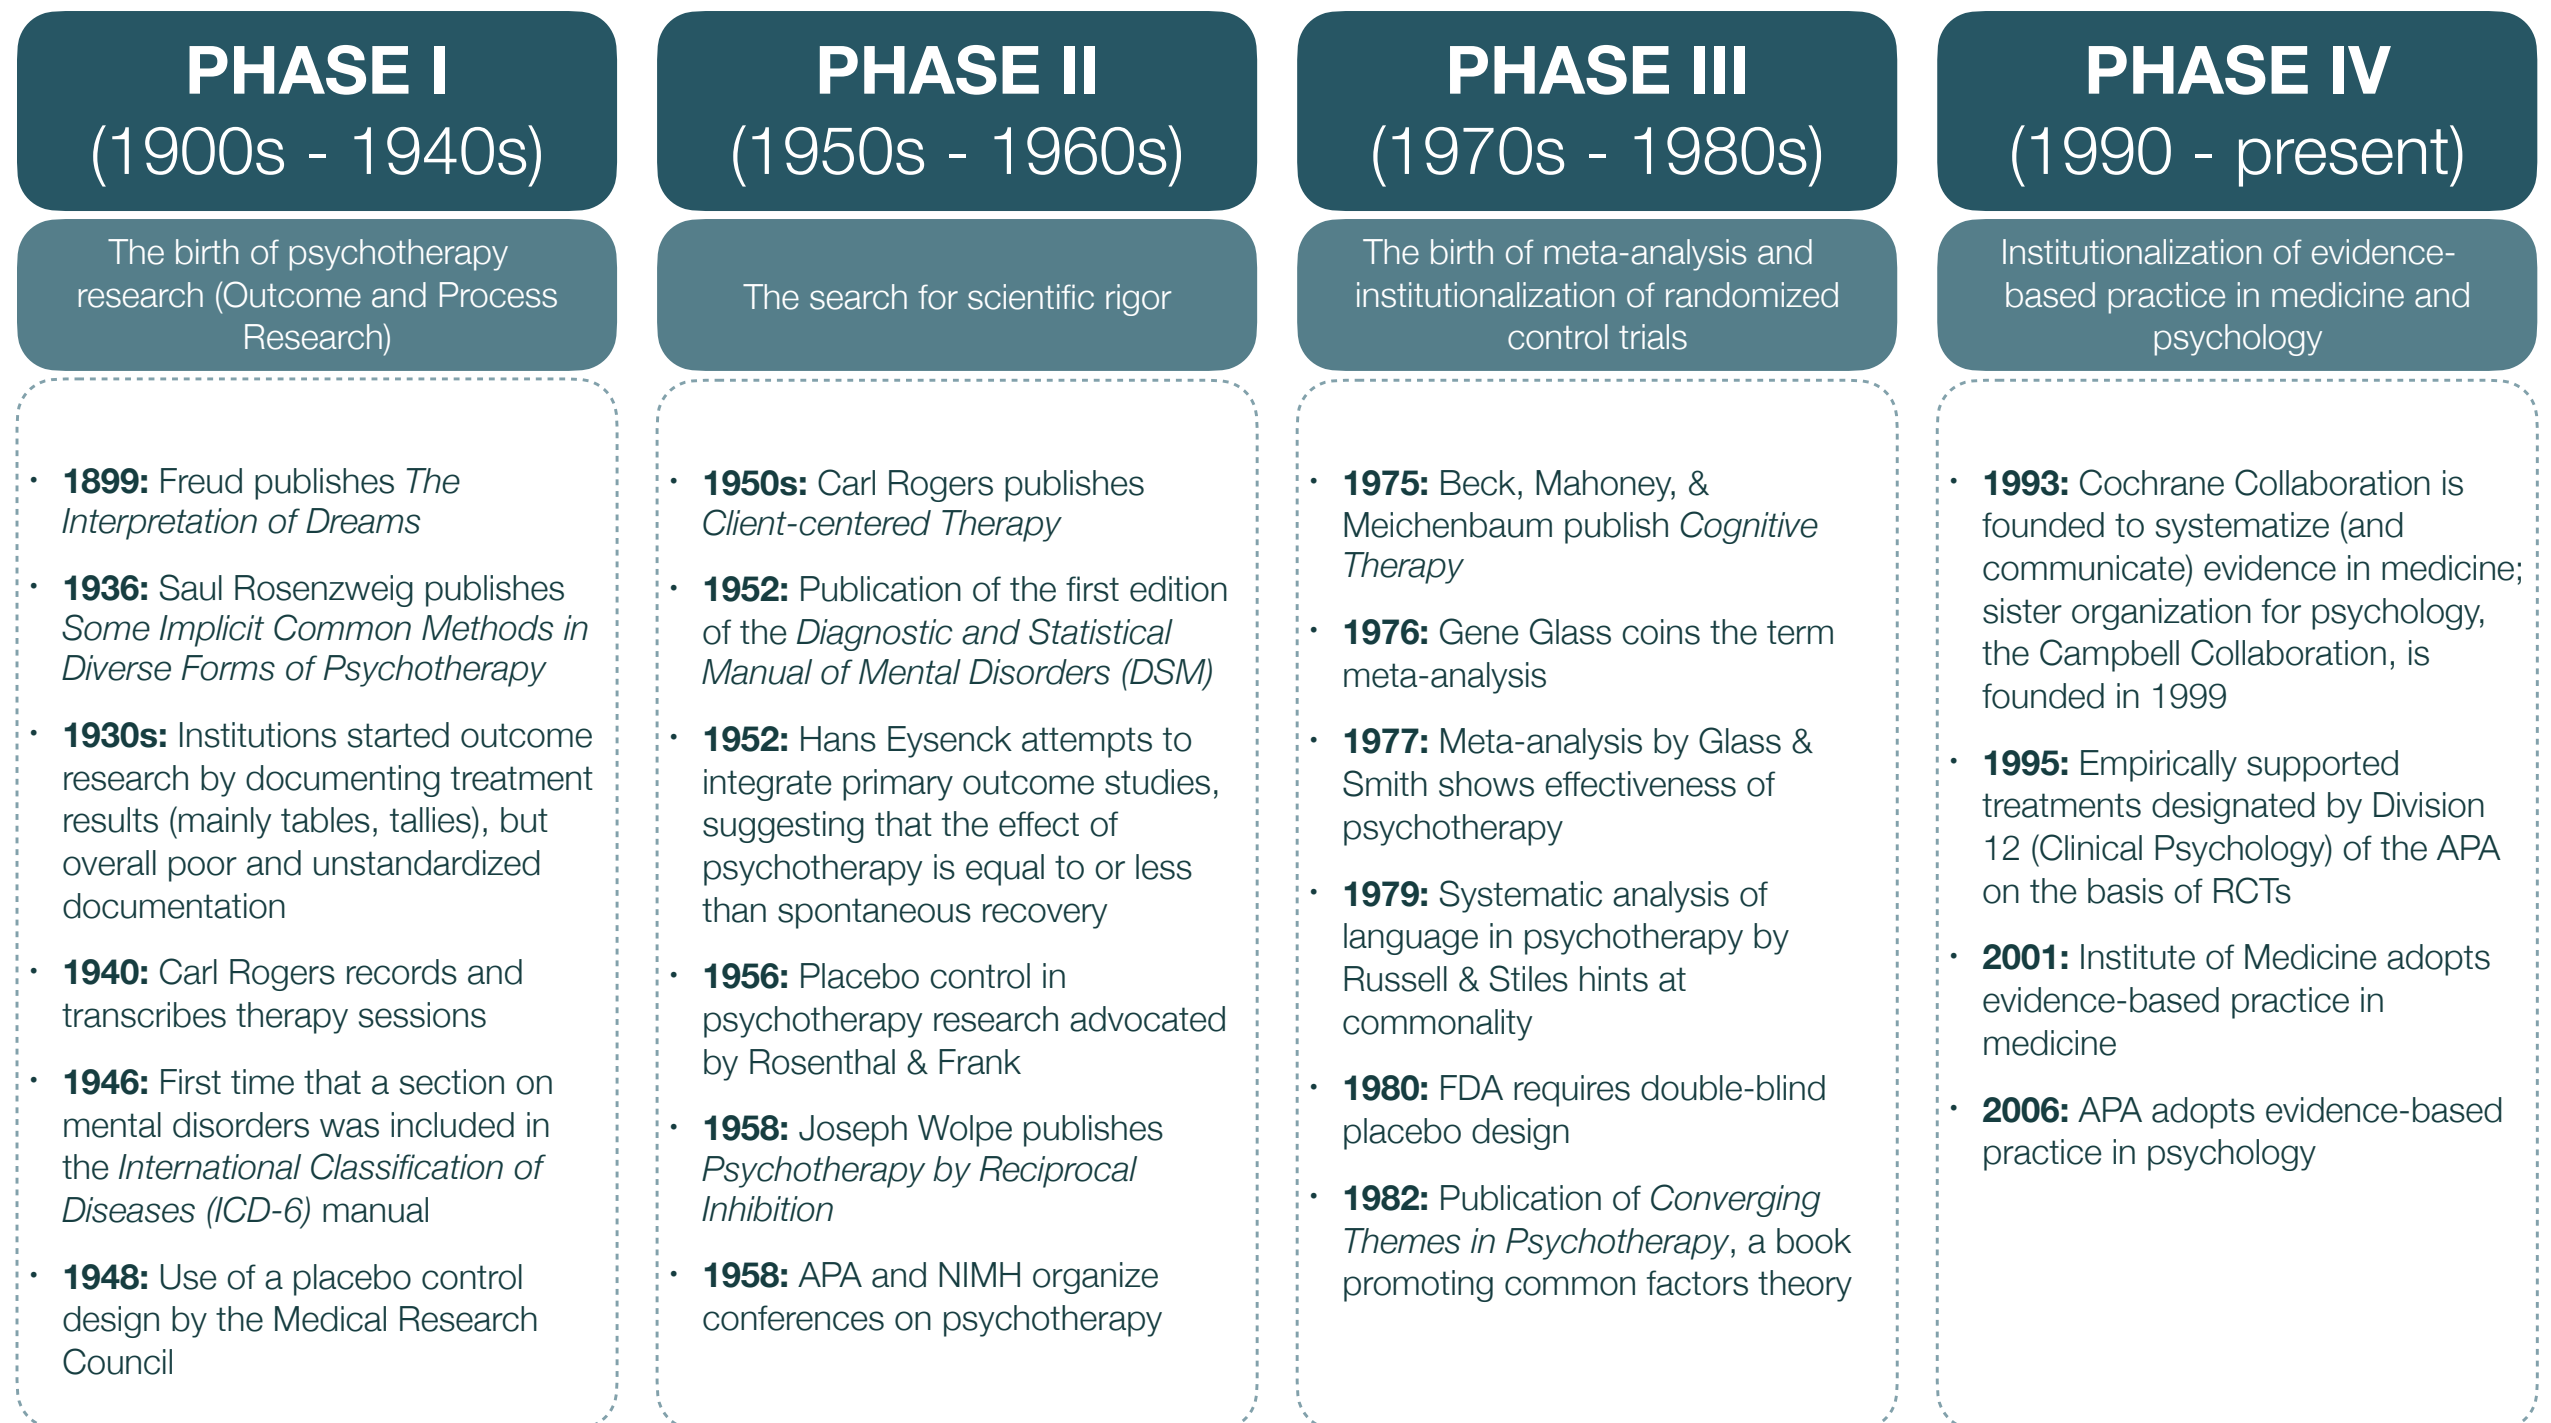 PHASE I
(1900s - 1940s)
The birth of psychotherapy
research (Outcome and Process
Research)
• 1899: Freud publishes The
Interpretation of Dreams
• 1936: Saul Rosenzweig publishes
Some Implicit Common Methods in
Diverse Forms of Psychotherapy
• 1930s: Institutions started outcome
research by documenting treatment
results (mainly tables, tallies), but
overall poor and unstandardized
documentation
• 1940: Carl Rogers records and
transcribes therapy sessions
• 1946: First time that a section on
mental disorders was included in
the International Classification of
Diseases (ICD-6) manual
• 1948: Use of a placebo control
design by the Medical Research
Council
PHASE II
(1950s - 1960s)
The search for scientific rigor
• 1950s: Carl Rogers publishes
Client-centered Therapy
• 1952: Publication of the first edition
of the Diagnostic and Statistical
Manual of Mental Disorders (DSM)
• 1952: Hans Eysenck attempts to
integrate primary outcome studies,
suggesting that the effect of
psychotherapy is equal to or less
than spontaneous recovery
• 1956: Placebo control in
psychotherapy research advocated
by Rosenthal & Frank
• 1958: Joseph Wolpe publishes
Psychotherapy by Reciprocal
Inhibition
• 1958: APA and NIMH organize
conferences on psychotherapy
PHASE III
(1970s - 1980s)
The birth of meta-analysis and
institutionalization of randomized
control trials
• 1975: Beck, Mahoney, &
Meichenbaum publish Cognitive
Therapy
• 1976: Gene Glass coins the term
meta-analysis
• 1977: Meta-analysis by Glass &
Smith shows effectiveness of
psychotherapy
• 1979: Systematic analysis of
language in psychotherapy by
Russell & Stiles hints at
commonality
• 1980: FDA requires double-blind
placebo design
• 1982: Publication of Converging
Themes in Psychotherapy, a book
promoting common factors theory
PHASE IV
(1990 - present)
Institutionalization of evidence-
based practice in medicine and
psychology
• 1993: Cochrane Collaboration is
founded to systematize (and
communicate) evidence in medicine;
sister organization for psychology,
the Campbell Collaboration, is
founded in 1999
• 1995: Empirically supported
treatments designated by Division
12 (Clinical Psychology) of the APA
on the basis of RCTs
• 2001: Institute of Medicine adopts
evidence-based practice in
medicine
• 2006: APA adopts evidence-based
practice in psychology